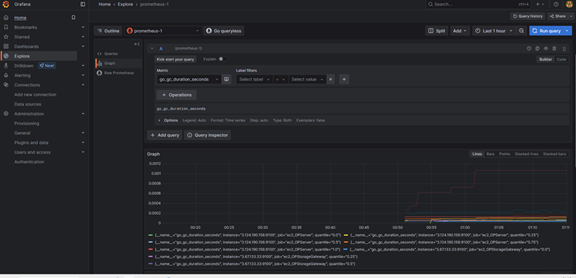 Grafana
Home › Explore › prometheus-1
Search...
Query history
Share
Home
Bookmarks
Starred
Dashboards
Explore
Drilldown
New!
Alerting
Connections
Add new connection
Data sources
Administration
General
Plugins and data
Users and access
Authentication
Outline
prometheus-1
Go queryless
Split
Add
Last 1 hour
Run query
Queries
Graph
Raw Prometheus
A
(prometheus-1)
Kick start your query
Explain
Builder
Code
Metric
Label filters
go_gc_duration_seconds
Select label
=
Select value
+ Operations
go_gc_duration_seconds
Options
Legend: Auto
Format: Time series
Step: auto
Type: Both
Exemplars: false
+ Add query
Query inspector
Graph
Lines
Bars
Points
Stacked lines
Stacked bars
0.0012
0.001
0.0008
0.0006
0.0004
0.0002
0
00:20
00:25
00:30
00:35
00:40
00:45
00:50
00:55
01:00
01:05
01:10